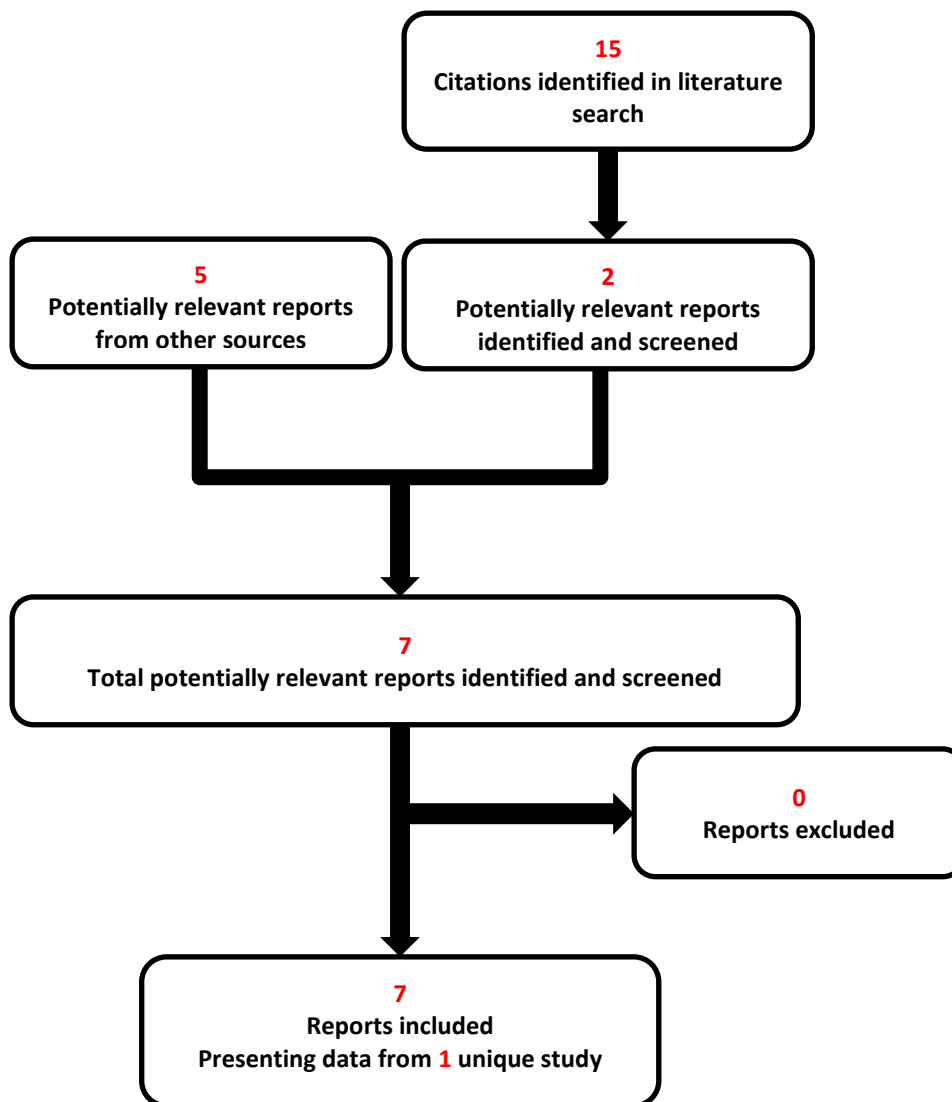 15
Citations identified in literature
search
5
Potentially relevant reports
from other sources
2
Potentially relevant reports
identified and screened
7
Total potentially relevant reports identified and screened
0
Reports excluded
7
Reports included
Presenting data from 1 unique study